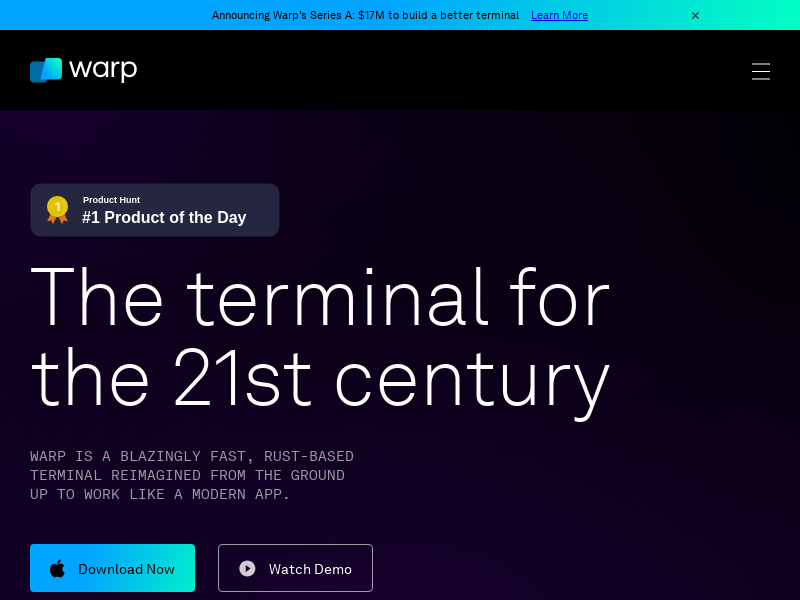 Announcing Warp's Series A: $17M to build a better terminal Learn More ×
warp
1
Product Hunt
#1 Product of the Day
The terminal for
the 21st century
WARP IS A BLAZINGLY FAST, RUST-BASED
TERMINAL REIMAGINED FROM THE GROUND
UP TO WORK LIKE A MODERN APP.
Download Now Watch Demo